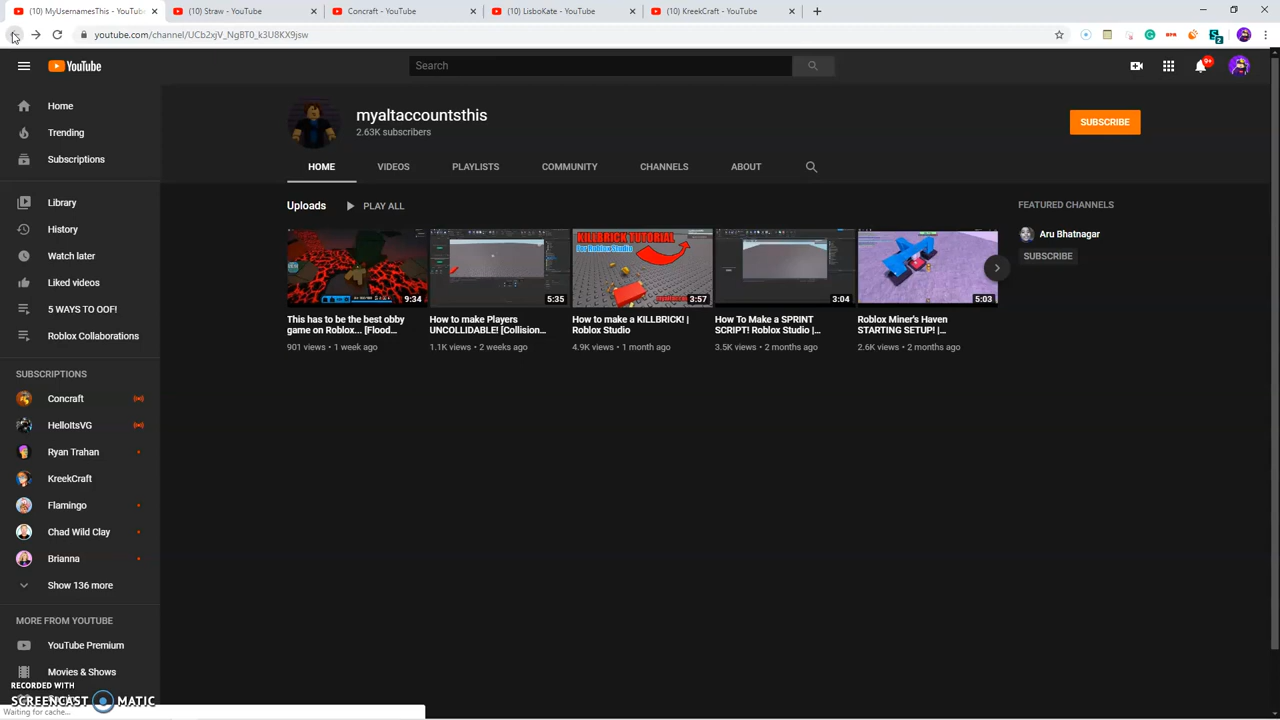 (10) MyUsernamesThis - YouTub
(10) Straw - YouTube
Concraft - YouTube
(10) LisboKate - YouTube
(10) KreekCraft - YouTube
youtube.com/channel/UCb2xjV_NgBT0_k3U8KX9jsw
2
YouTube
Search
9+
Home
Trending
Subscriptions
Library
History
Watch later
Liked videos
5 WAYS TO OOF!
Roblox Collaborations
SUBSCRIPTIONS
Concraft
HelloItsVG
Ryan Trahan
KreekCraft
Flamingo
Chad Wild Clay
Brianna
Show 136 more
MORE FROM YOUTUBE
YouTube Premium
Movies & Shows
myaltaccountsthis
2.63K subscribers
SUBSCRIBE
HOME
VIDEOS
PLAYLISTS
COMMUNITY
CHANNELS
ABOUT
Uploads
PLAY ALL
9:34
This has to be the best obby
game on Roblox... [Flood...
901 views • 1 week ago
5:35
How to make Players
UNCOLLIDABLE! [Collision...
1.1K views • 2 weeks ago
KILLBRICK TUTORIAL
For Roblox Studio
3:57
How to make a KILLBRICK! |
Roblox Studio
4.9K views • 1 month ago
3:04
How To Make a SPRINT
SCRIPT! Roblox Studio |...
3.5K views • 2 months ago
5:03
Roblox Miner's Haven
STARTING SETUP! |...
2.6K views • 2 months ago
FEATURED CHANNELS
Aru Bhatnagar
SUBSCRIBE
RECORDED WITH
SCREENCAST MATIC
Waiting for cache...